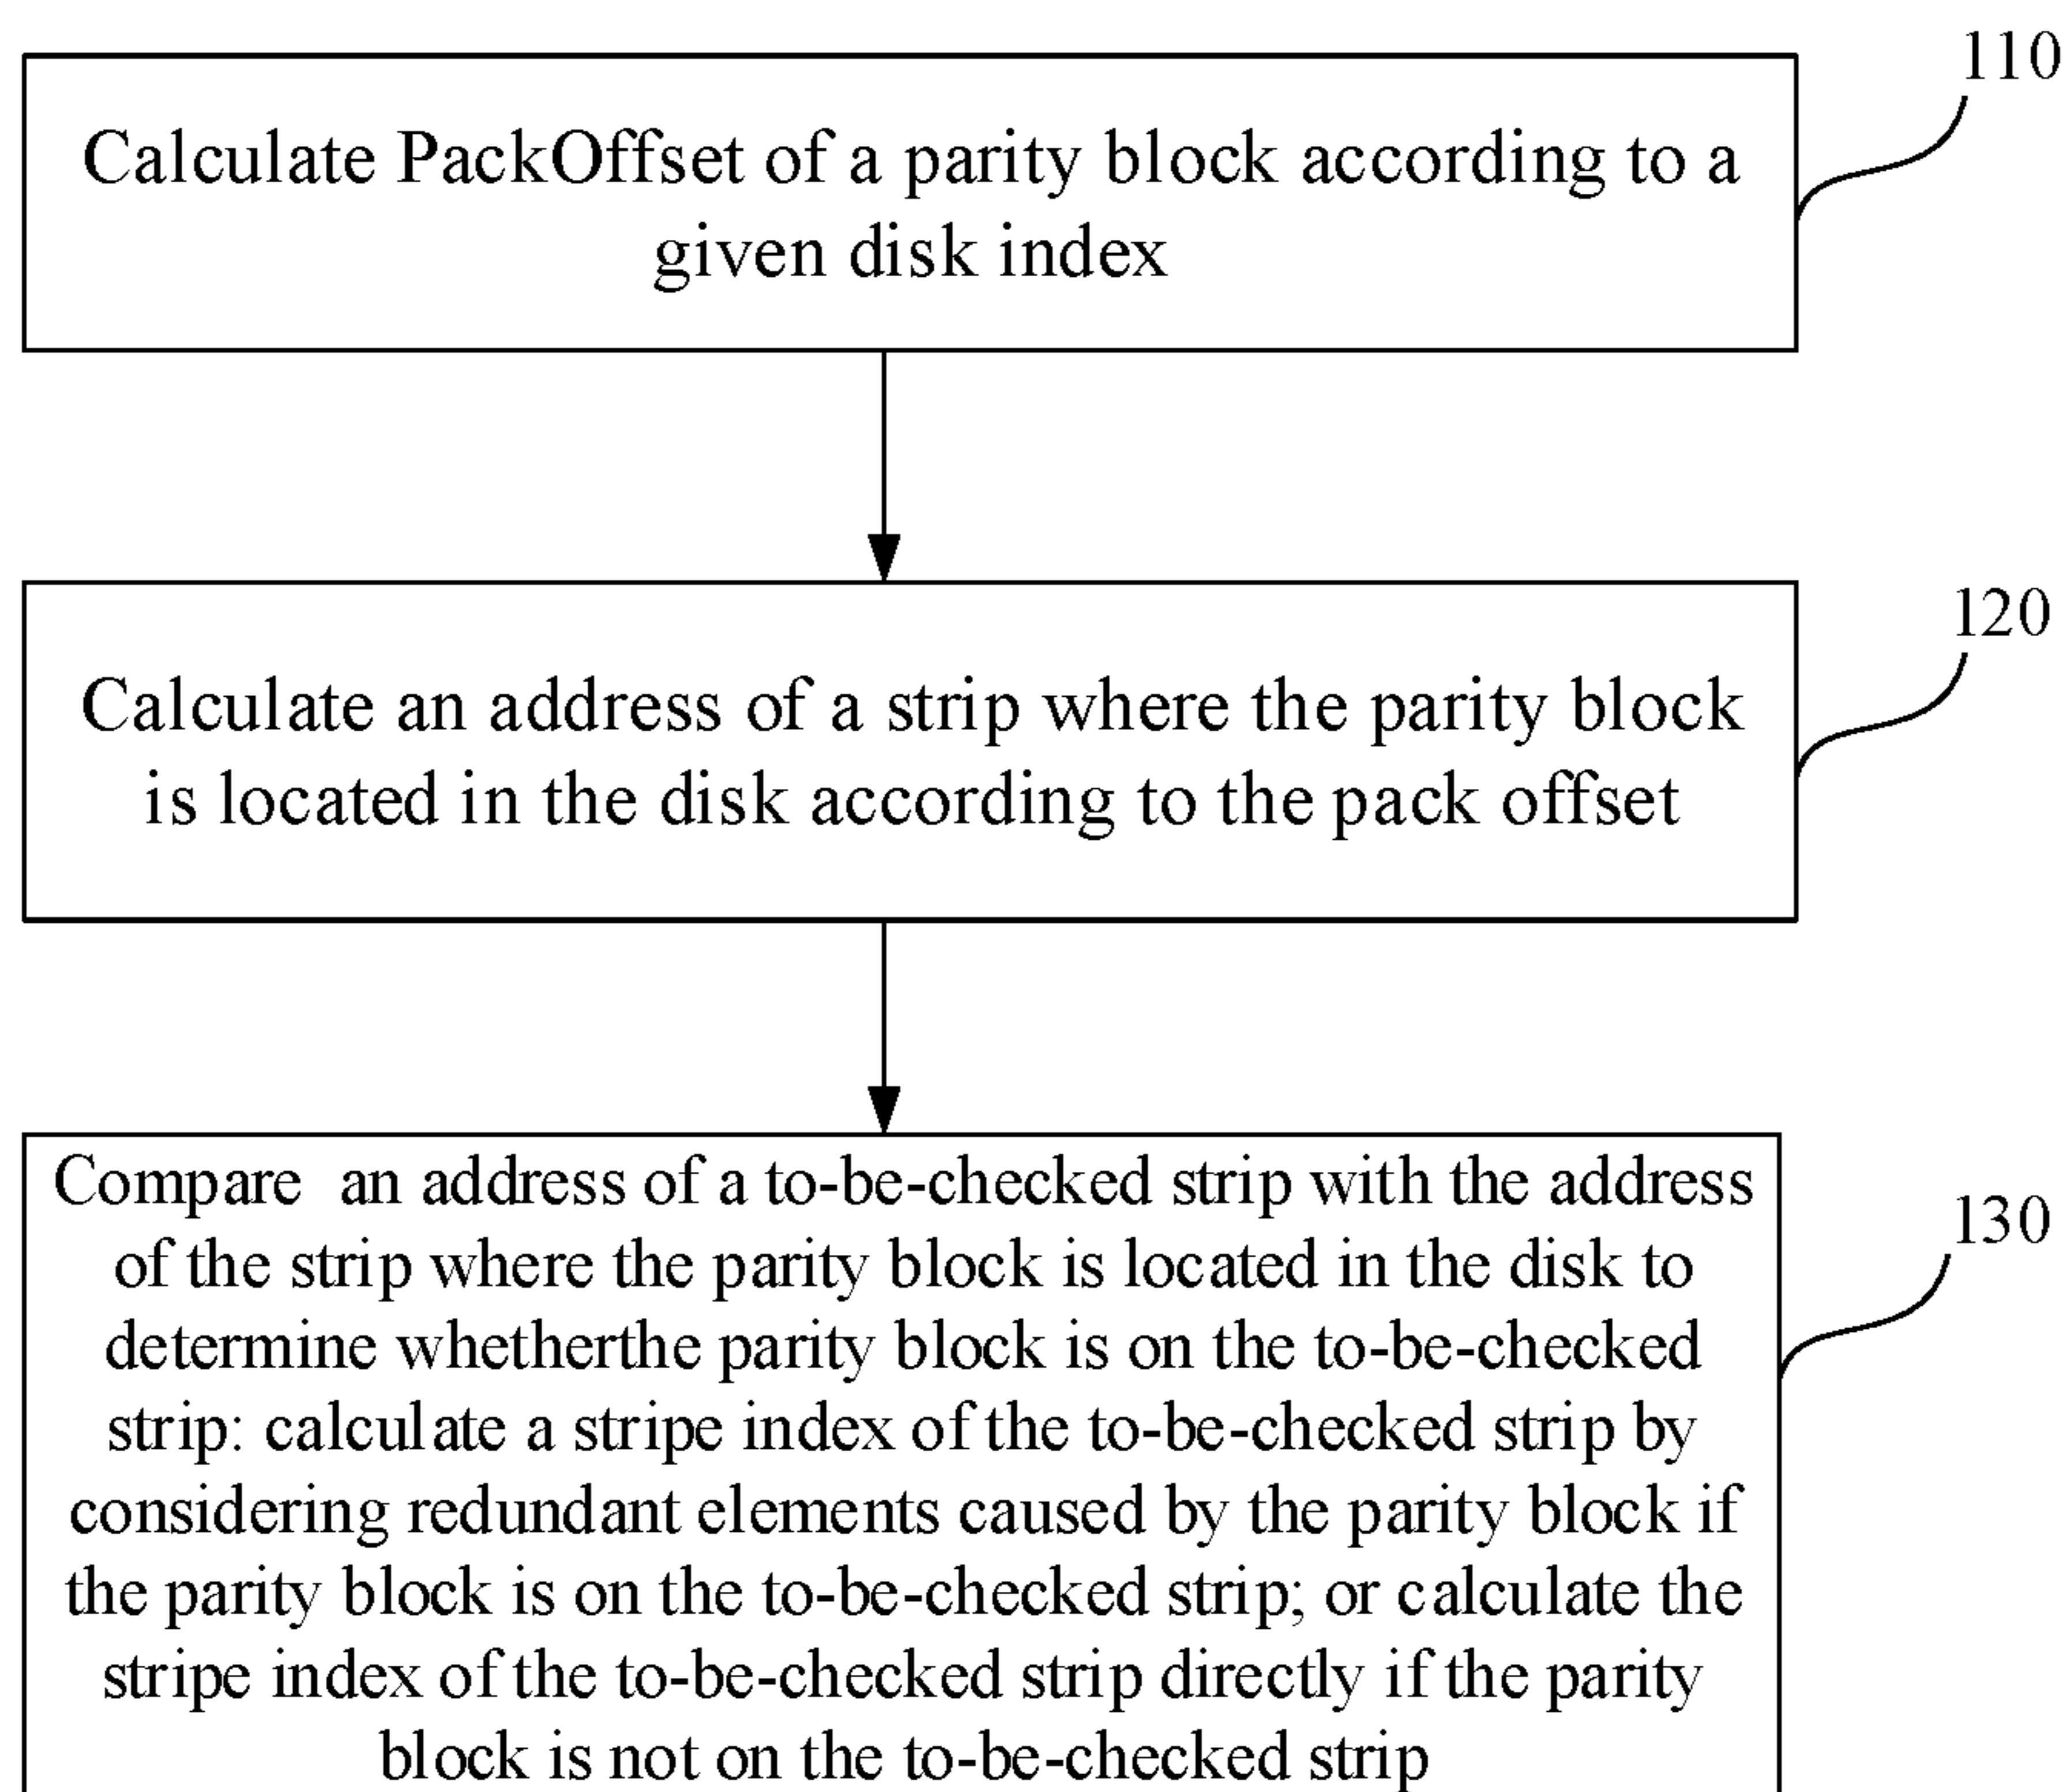 110
Calculate PackOffset of a parity block according to a
given disk index
120
Calculate an address of a strip where the parity block
is located in the disk according to the pack offset
130
Compare an address of a to-be-checked strip with the address
of the strip where the parity block is located in the disk to
determine whetherthe parity block is on the to-be-checked
strip: calculate a stripe index of the to-be-checked strip by
considering redundant elements caused by the parity block if
the parity block is on the to-be-checked strip; or calculate the
stripe index of the to-be-checked strip directly if the parity
block is not on the to-be-checked strip